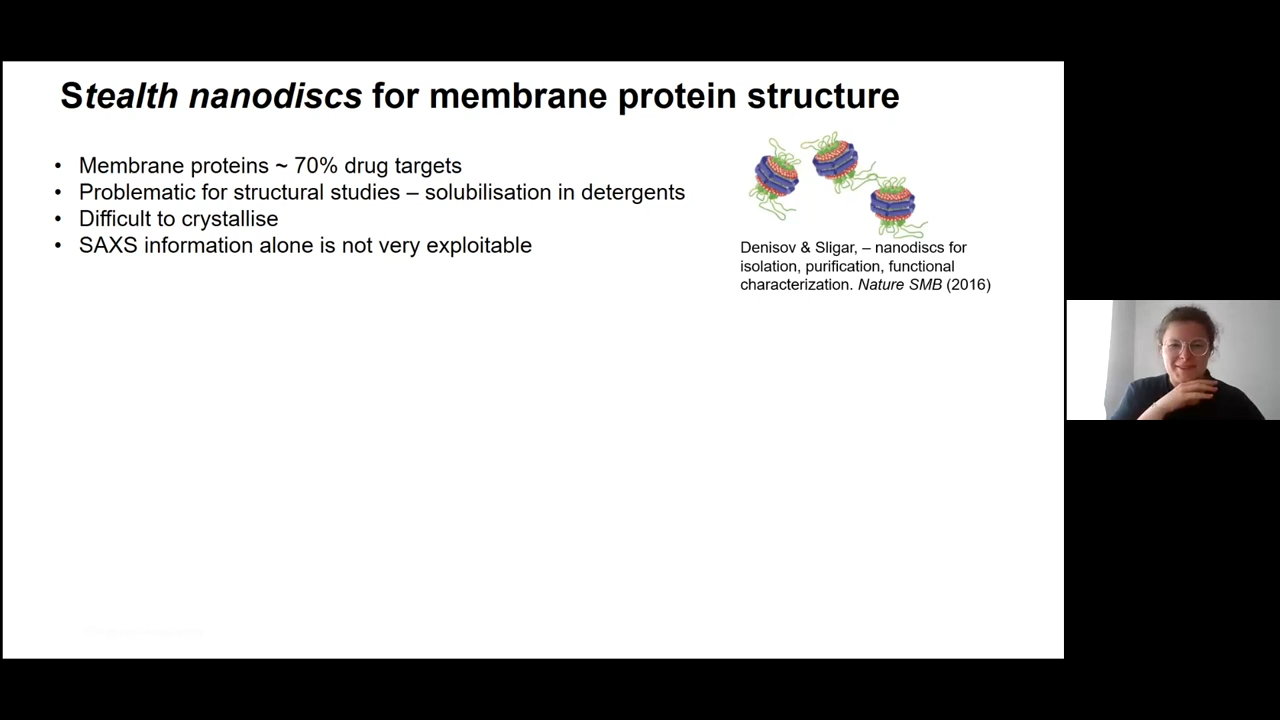 Stealth nanodiscs for membrane protein structure
• Membrane proteins ~ 70% drug targets
• Problematic for structural studies – solubilisation in detergents
• Difficult to crystallise
• SAXS information alone is not very exploitable
Denisov & Sligar, – nanodiscs for
isolation, purification, functional
characterization. Nature SMB (2016)